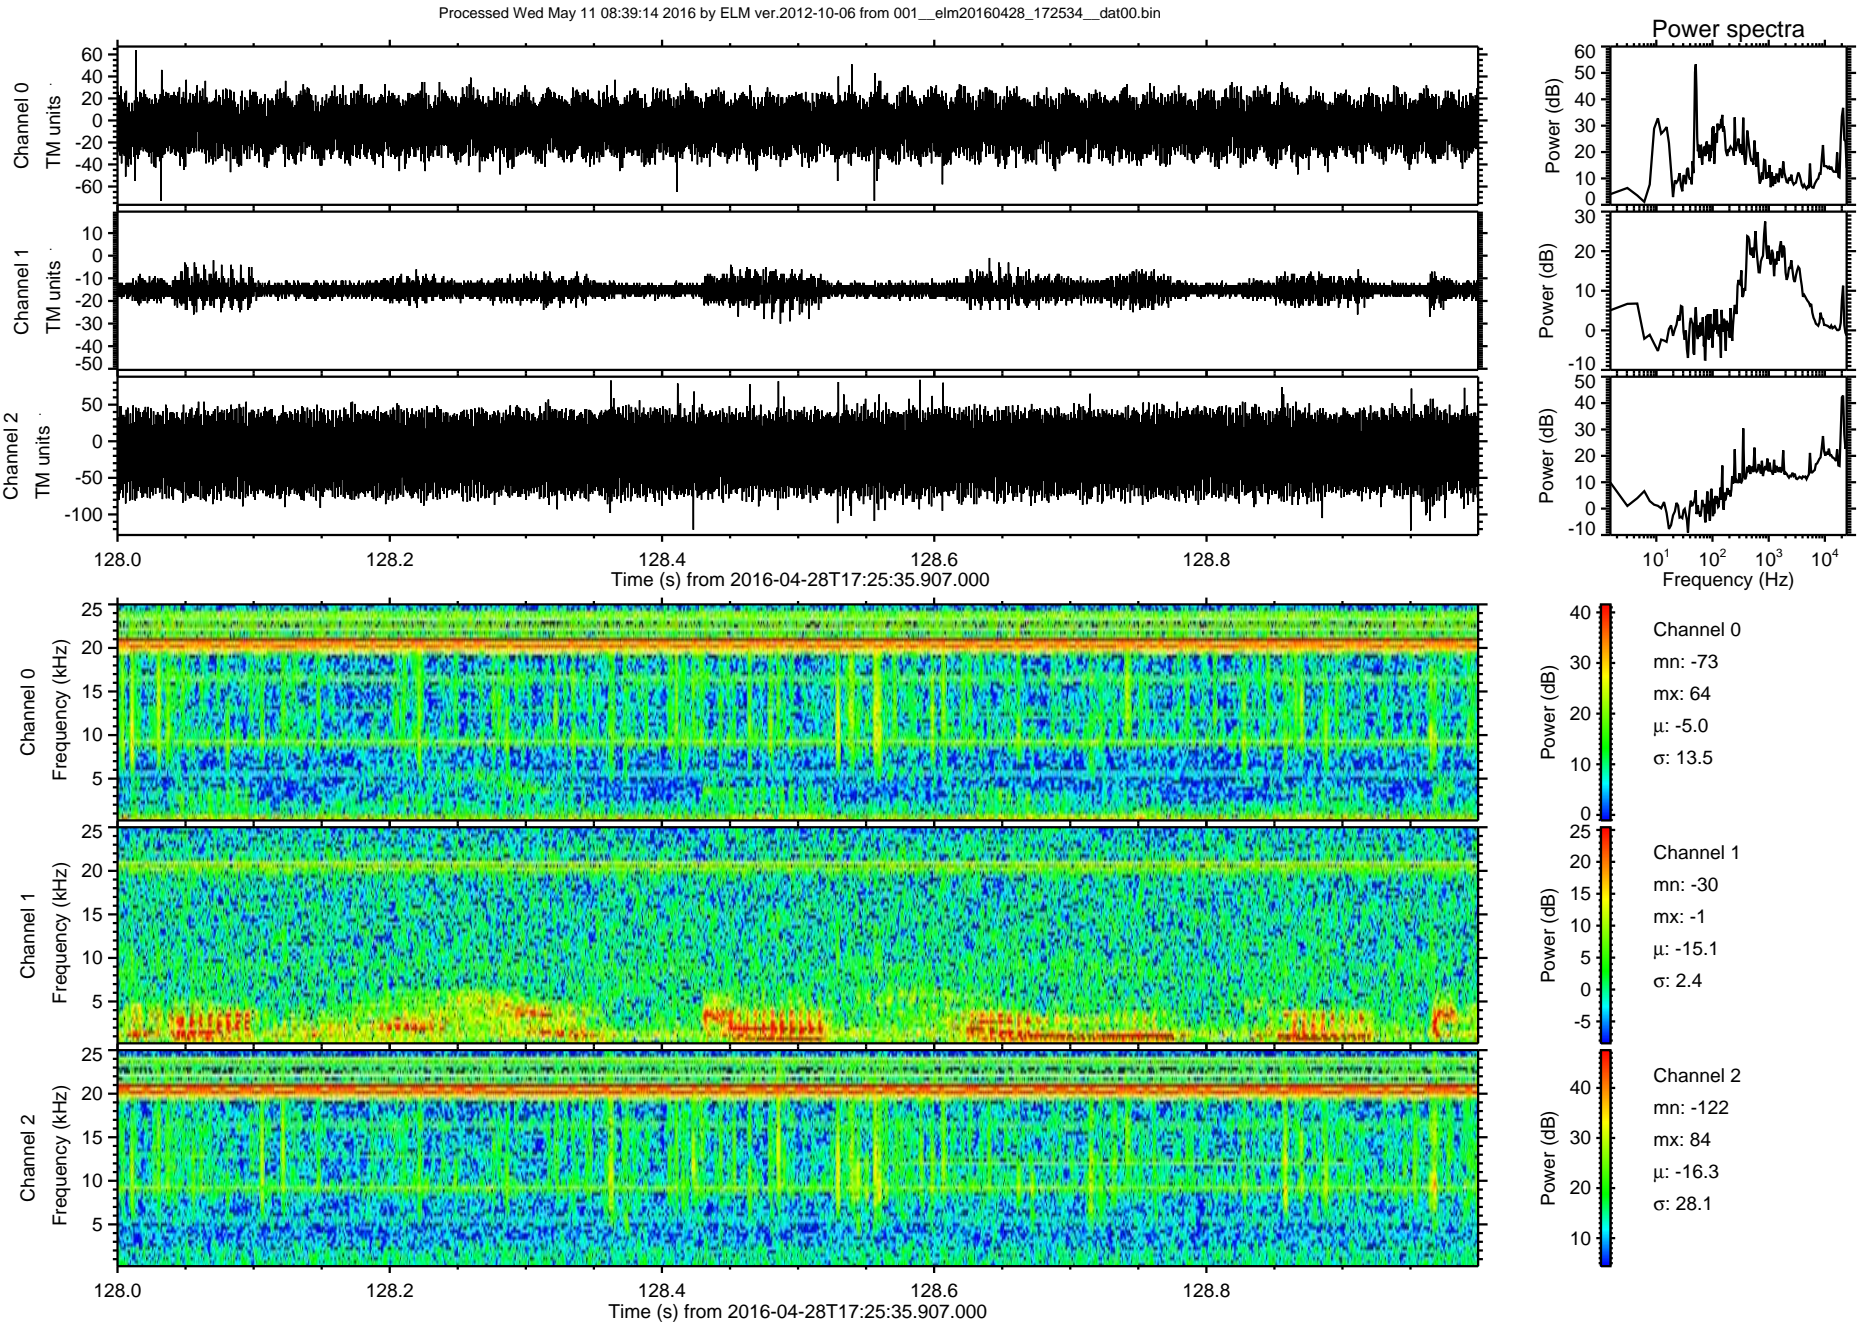 Processed Wed May 11 08:39:14 2016 by ELM ver.2012-10-06 from 001__elm20160428_172534__dat00.bin
Power spectra
Channel 0
TM units
60
40
20
0
-20
-40
-60
Power (dB)
60
50
40
30
20
10
0
Channel 1
TM units
10
0
-10
-20
-30
-40
-50
Power (dB)
30
20
10
0
-10
Channel 2
TM units
50
0
-50
-100
Power (dB)
50
40
30
20
10
0
-10
128.0 128.2 128.4 128.6 128.8
Time (s) from 2016-04-28T17:25:35.907.000
10¹ 10² 10³ 10⁴
Frequency (Hz)
Channel 0
Frequency (kHz)
25
20
15
10
5
Power (dB)
40
30
20
10
0
Channel 0
mn: -73
mx: 64
μ: -5.0
σ: 13.5
Channel 1
Frequency (kHz)
25
20
15
10
5
Power (dB)
25
20
15
10
5
0
-5
Channel 1
mn: -30
mx: -1
μ: -15.1
σ: 2.4
Channel 2
Frequency (kHz)
25
20
15
10
5
Power (dB)
40
30
20
10
Channel 2
mn: -122
mx: 84
μ: -16.3
σ: 28.1
128.0 128.2 128.4 128.6 128.8
Time (s) from 2016-04-28T17:25:35.907.000